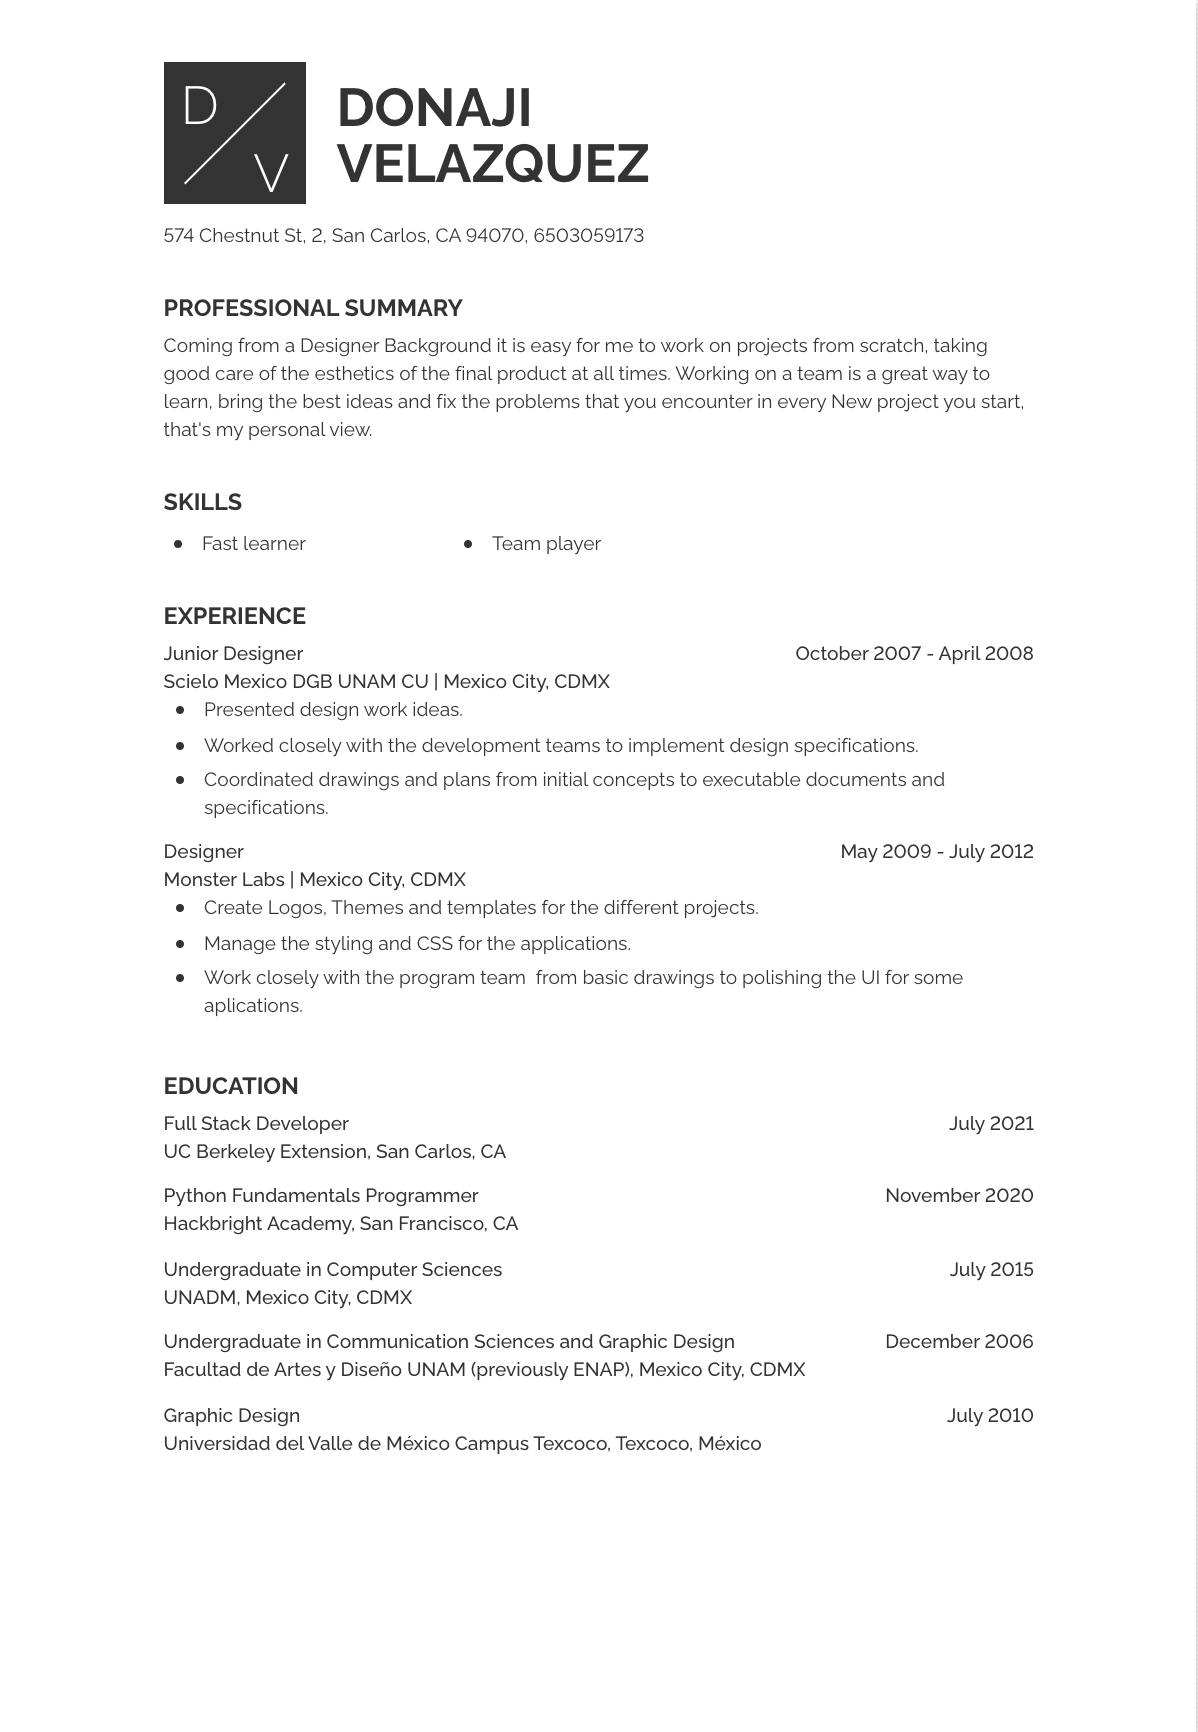 D
V
DONAJI
VELAZQUEZ
574 Chestnut St, 2, San Carlos, CA 94070, 6503059173
PROFESSIONAL SUMMARY
Coming from a Designer Background it is easy for me to work on projects from scratch, taking
good care of the esthetics of the final product at all times. Working on a team is a great way to
learn, bring the best ideas and fix the problems that you encounter in every New project you start,
that's my personal view.
SKILLS
● Fast learner ● Team player
EXPERIENCE
Junior Designer October 2007 - April 2008
Scielo Mexico DGB UNAM CU | Mexico City, CDMX
● Presented design work ideas.
● Worked closely with the development teams to implement design specifications.
● Coordinated drawings and plans from initial concepts to executable documents and
specifications.
Designer May 2009 - July 2012
Monster Labs | Mexico City, CDMX
● Create Logos, Themes and templates for the different projects.
● Manage the styling and CSS for the applications.
● Work closely with the program team  from basic drawings to polishing the UI for some
aplications.
EDUCATION
Full Stack Developer July 2021
UC Berkeley Extension, San Carlos, CA
Python Fundamentals Programmer November 2020
Hackbright Academy, San Francisco, CA
Undergraduate in Computer Sciences July 2015
UNADM, Mexico City, CDMX
Undergraduate in Communication Sciences and Graphic Design December 2006
Facultad de Artes y Diseño UNAM (previously ENAP), Mexico City, CDMX
Graphic Design July 2010
Universidad del Valle de México Campus Texcoco, Texcoco, México